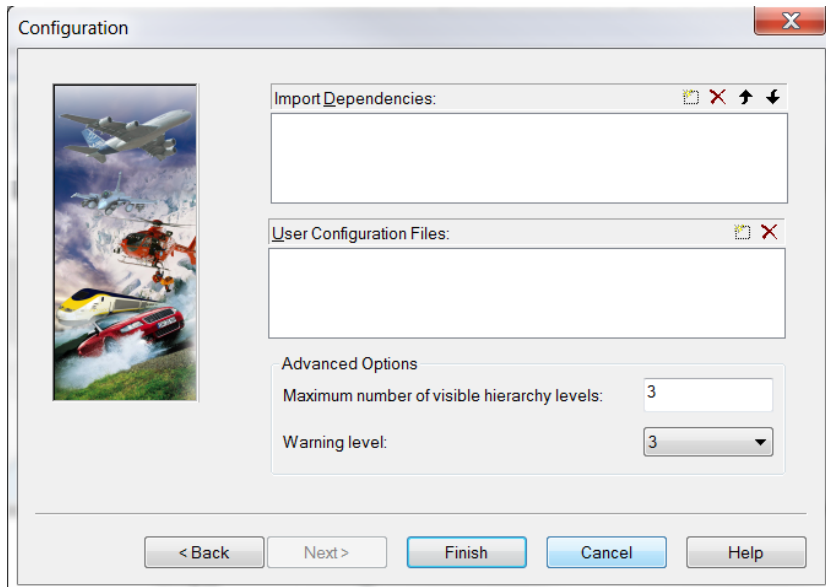 Configuration
Import Dependencies:
User Configuration Files:
Advanced Options
Maximum number of visible hierarchy levels: 3
Warning level: 3
< Back Next > Finish Cancel Help